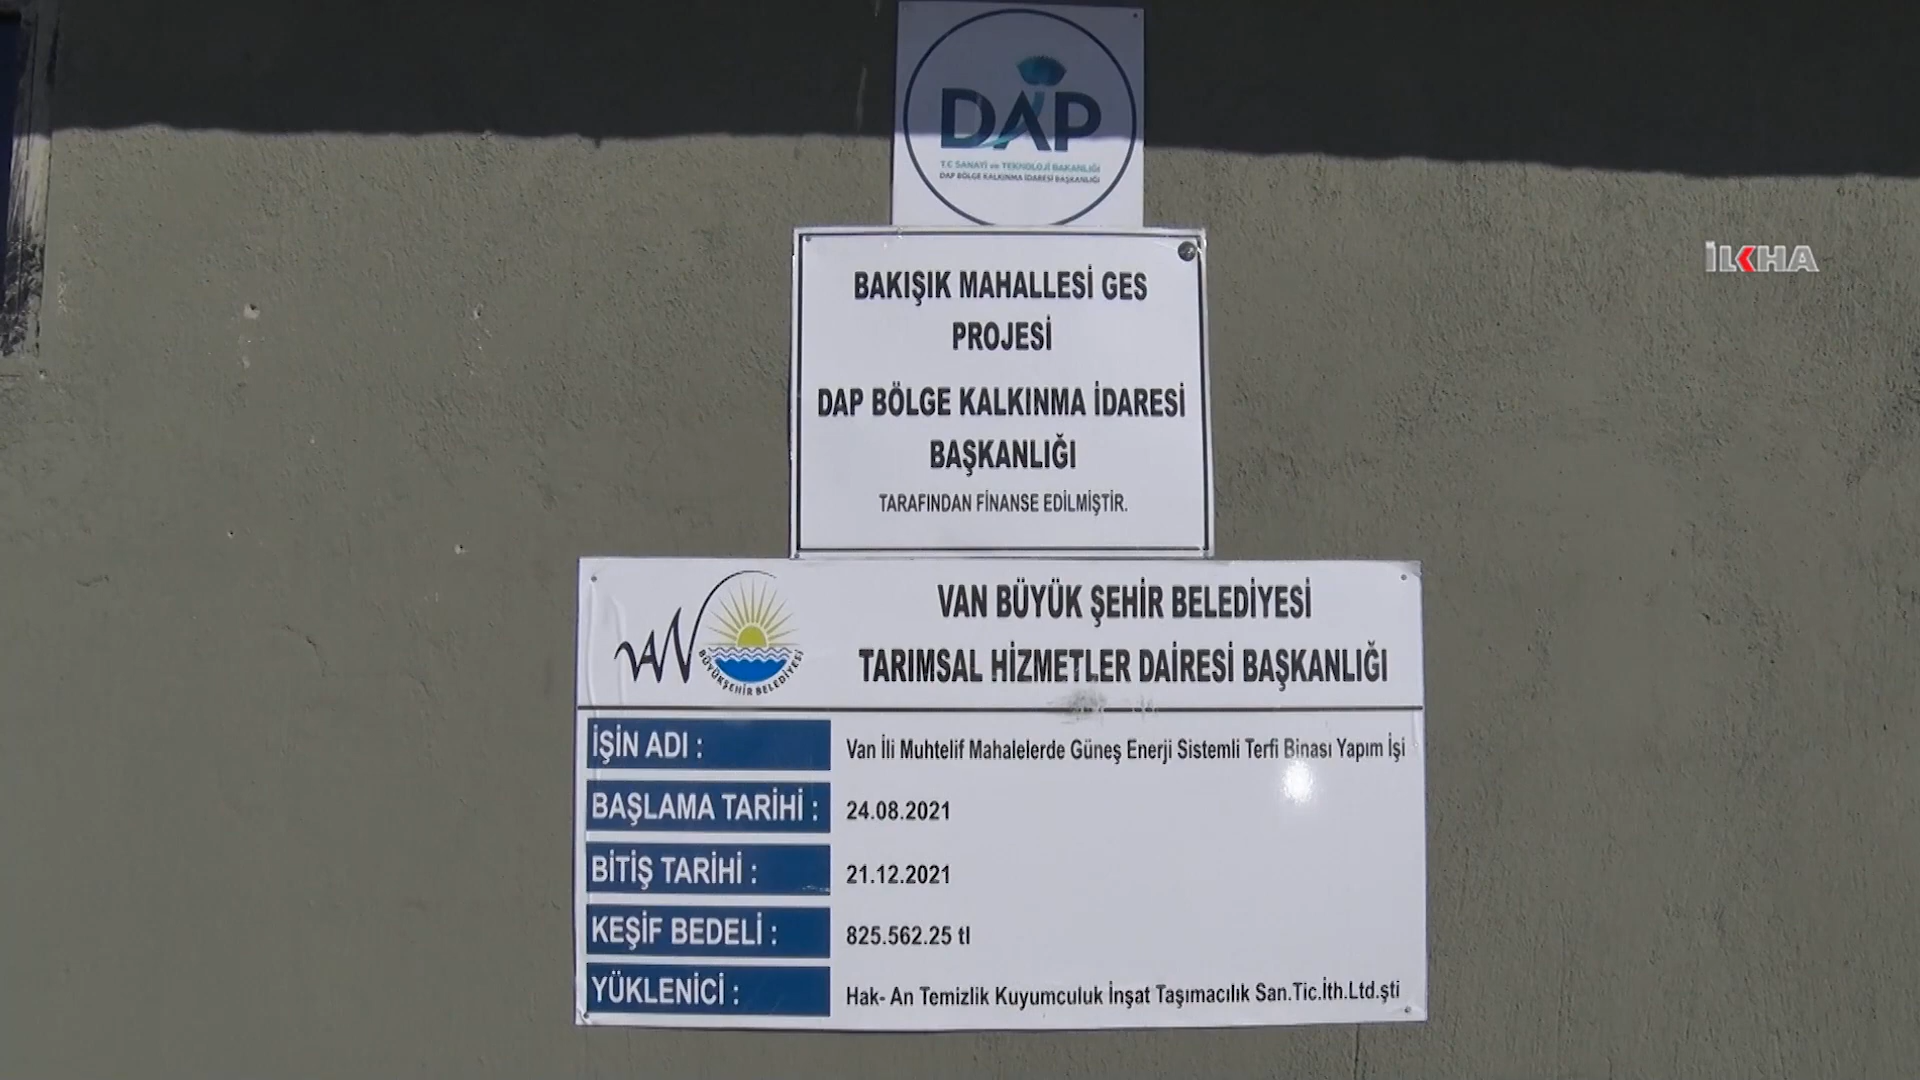 DAP
T.C SANAYİ ve TEKNOLOJİ BAKANLIĞI
DAP BÖLGE KALKINMA İDARESİ BAŞKANLIĞI
İLKHA
BAKIŞIK MAHALLESİ GES
PROJESİ
DAP BÖLGE KALKINMA İDARESİ
BAŞKANLIĞI
TARAFINDAN FİNANSE EDİLMİŞTİR.
VAN
BÜYÜKŞEHİR BELEDİYESİ
VAN BÜYÜK ŞEHİR BELEDİYESİ
TARIMSAL HİZMETLER DAİRESİ BAŞKANLIĞI
İŞİN ADI : Van İli Muhtelif Mahalelerde Güneş Enerji Sistemli Terfi Binası Yapım İşi
BAŞLAMA TARİHİ : 24.08.2021
BİTİŞ TARİHİ : 21.12.2021
KEŞİF BEDELİ : 825.562.25 tl
YÜKLENİCİ : Hak- An Temizlik Kuyumculuk İnşat Taşımacılık San.Tic.İth.Ltd.şti